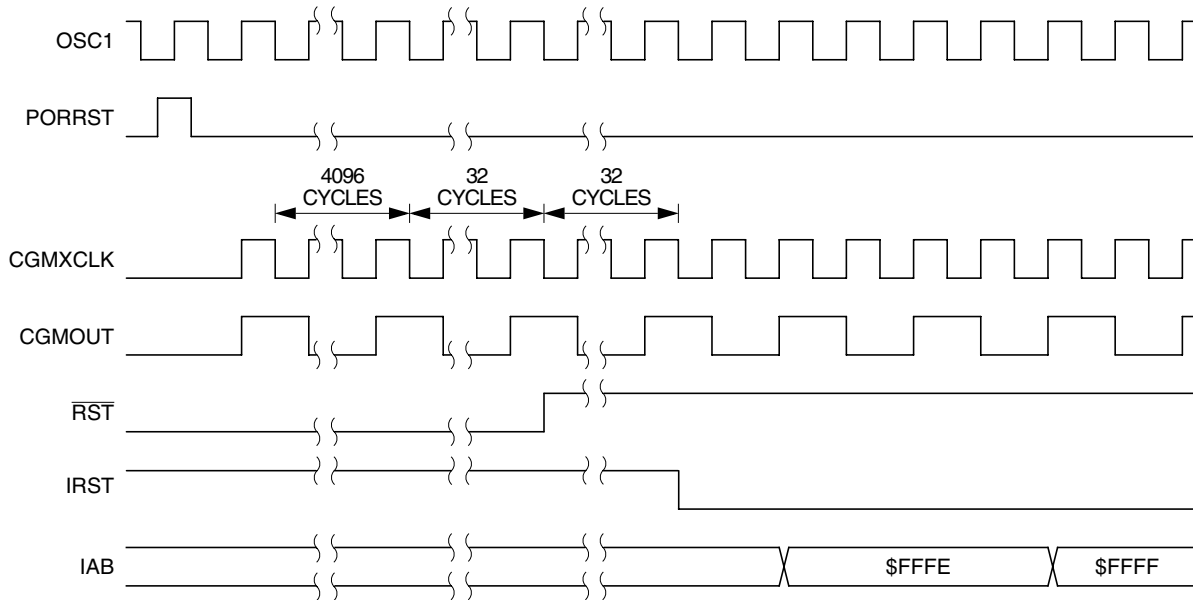 OSC1
PORRST
4096
CYCLES
32
CYCLES
32
CYCLES
CGMXCLK
CGMOUT
RST
IRST
IAB
$FFFE
$FFFF